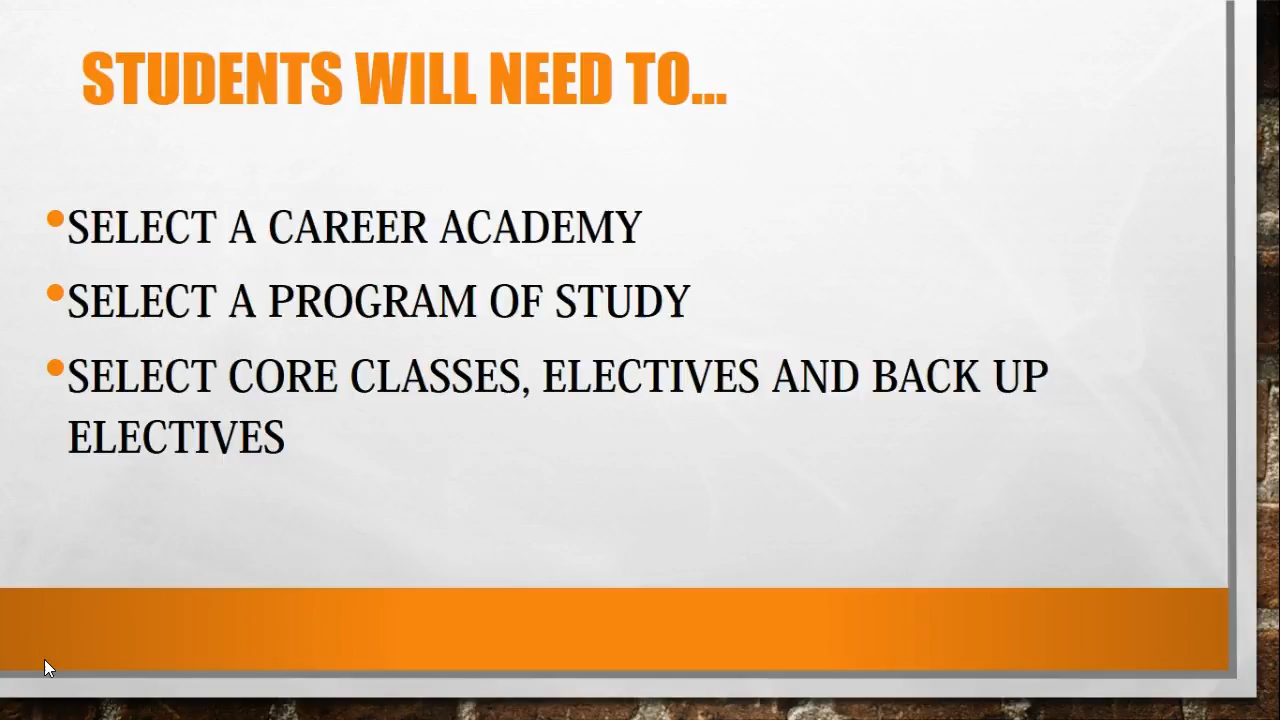 STUDENTS WILL NEED TO...
•SELECT A CAREER ACADEMY
•SELECT A PROGRAM OF STUDY
•SELECT CORE CLASSES, ELECTIVES AND BACK UP
ELECTIVES